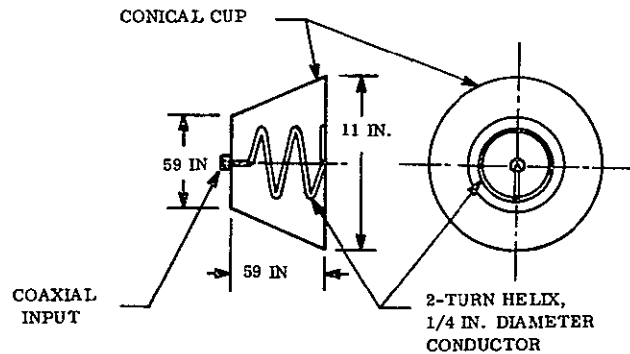 CONICAL CUP
11 IN.
59 IN
59 IN
COAXIAL
INPUT
2-TURN HELIX,
1/4 IN. DIAMETER
CONDUCTOR